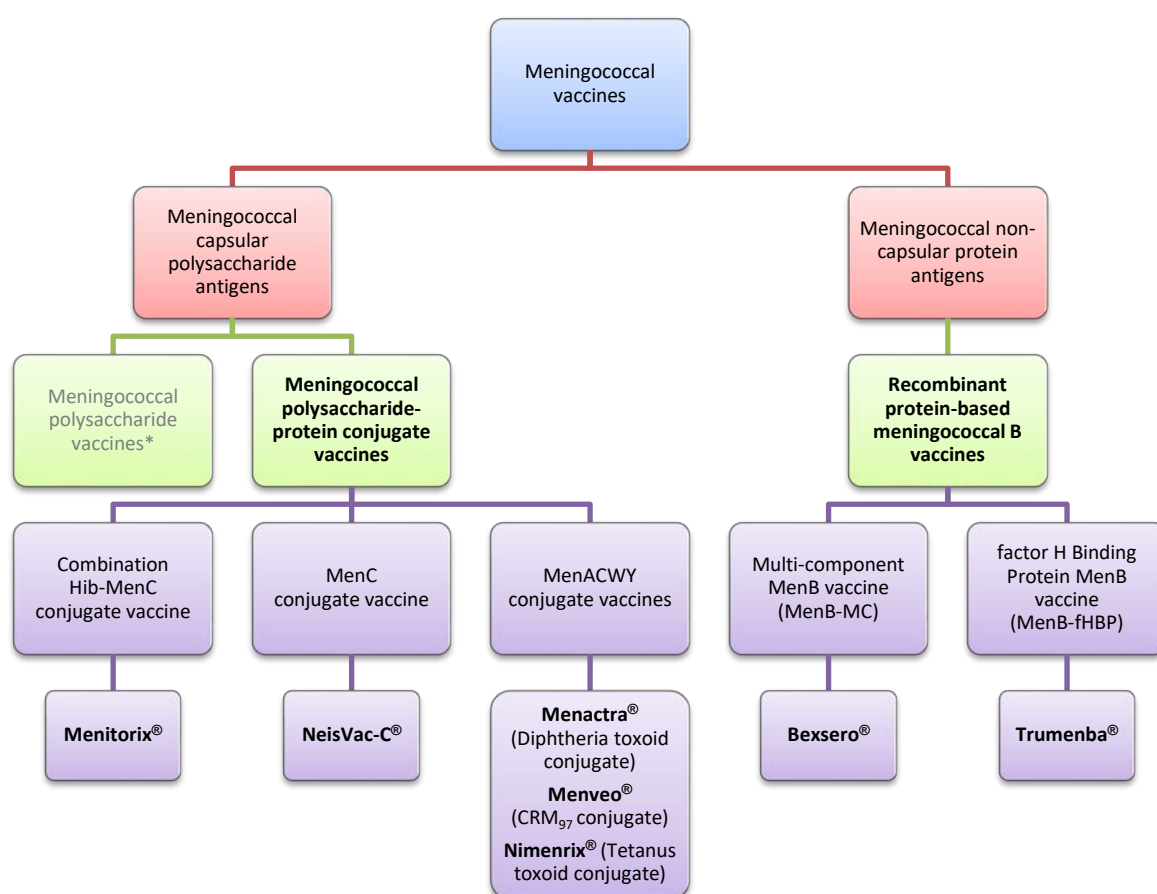 Meningococcal
vaccines
Meningococcal
capsular
polysaccharide
antigens
Meningococcal non-
capsular protein
antigens
Meningococcal
polysaccharide
vaccines*
Meningococcal
polysaccharide-
protein conjugate
vaccines
Recombinant
protein-based
meningococcal B
vaccines
Combination
Hib-MenC
conjugate vaccine
MenC
conjugate vaccine
MenACWY
conjugate vaccines
Multi-component
MenB vaccine
(MenB-MC)
factor H Binding
Protein MenB
vaccine
(MenB-fHBP)
Menitorix®
NeisVac-C®
Menactra®
(Diphtheria toxoid
conjugate)
Menveo®
(CRM₉₇ conjugate)
Nimenrix® (Tetanus
toxoid conjugate)
Bexsero®
Trumenba®